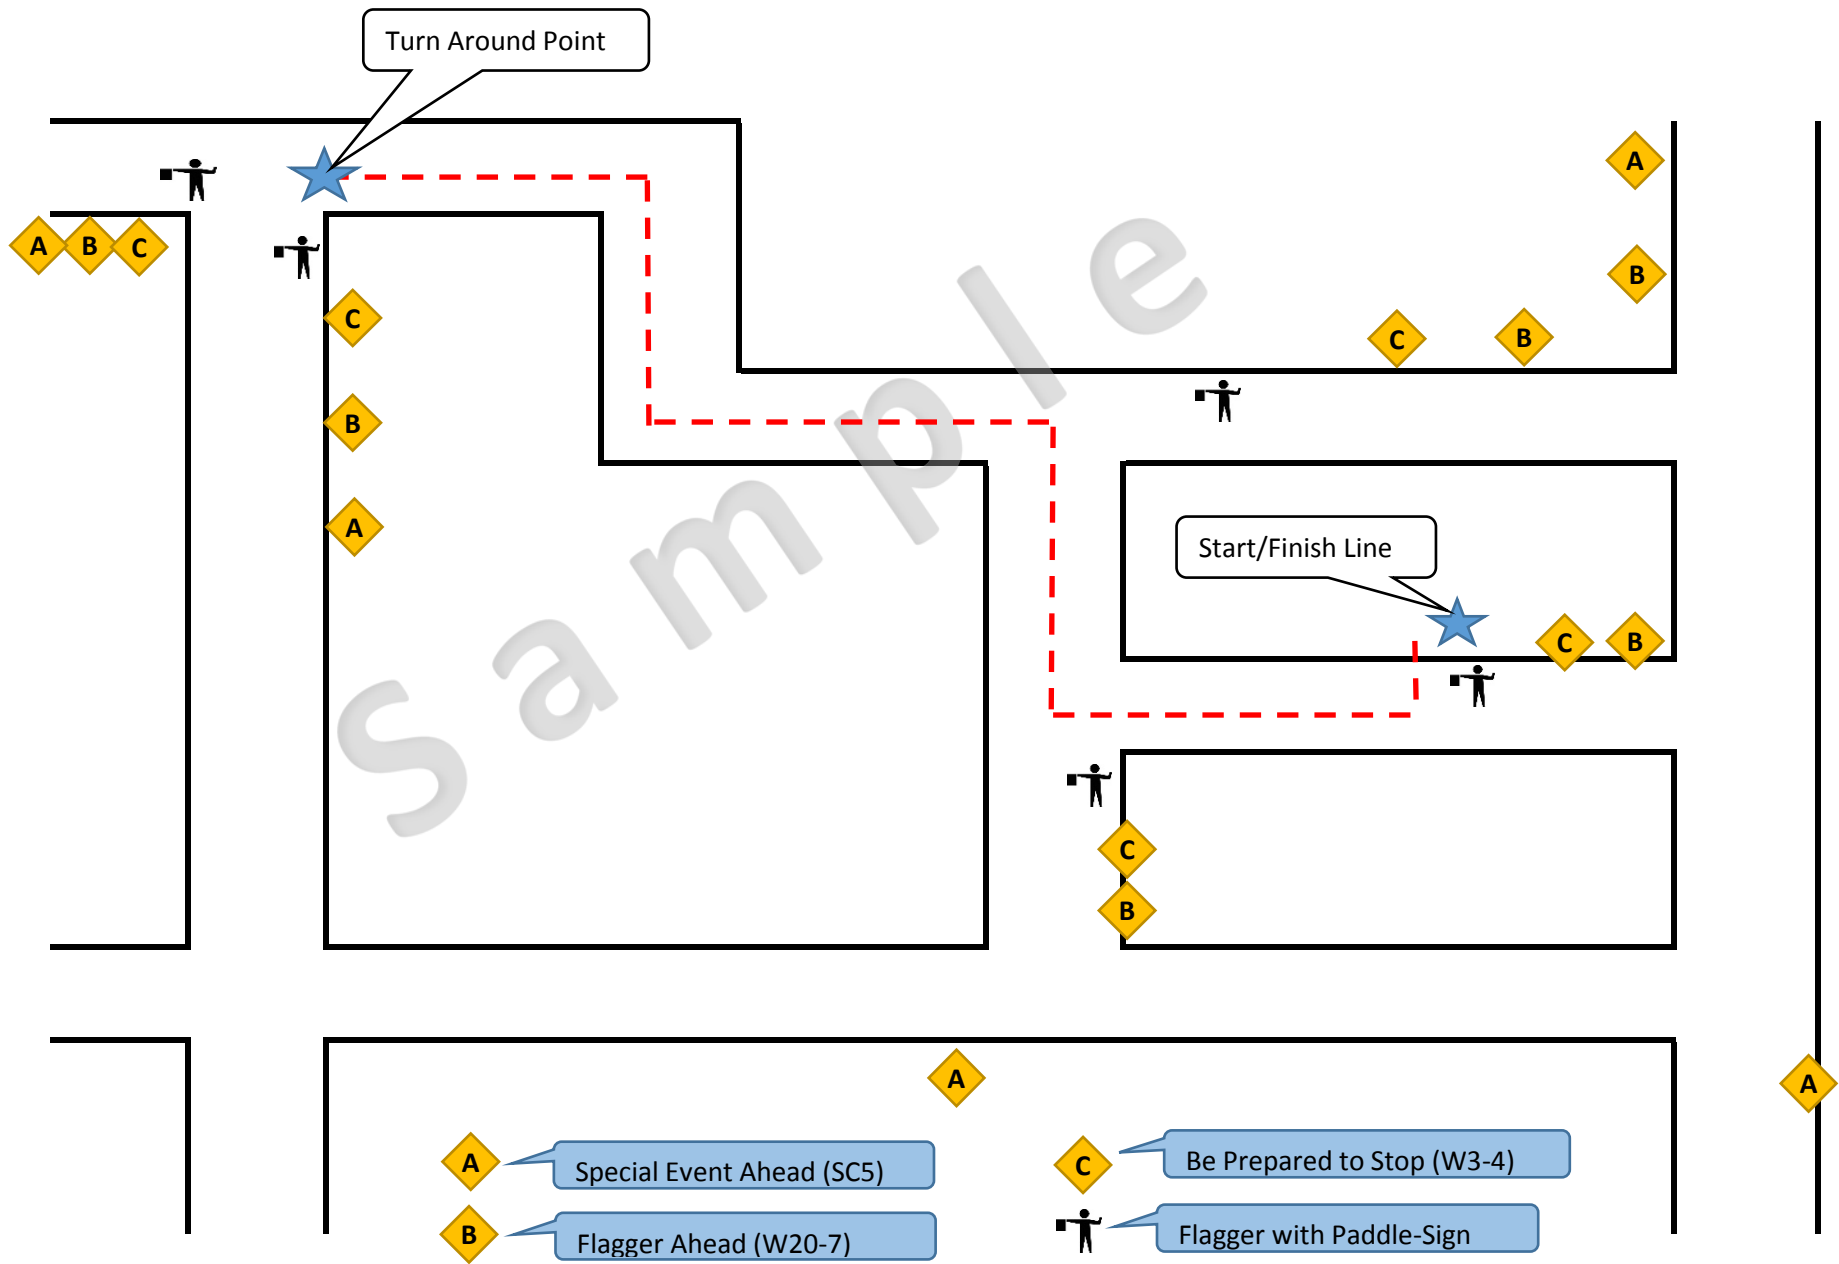 Turn Around Point
A
A B C
B
C
C B
B
Sample
A
Start/Finish Line
C B
C
B
A
A
A Special Event Ahead (SC5)
C Be Prepared to Stop (W3-4)
B Flagger Ahead (W20-7)
Flagger with Paddle-Sign